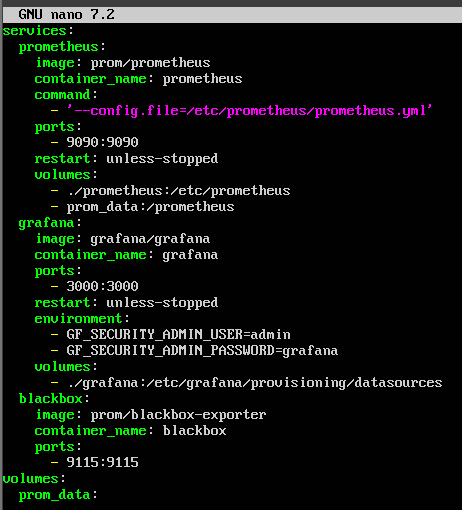 GNU nano 7.2
services:
  prometheus:
    image: prom/prometheus
    container_name: prometheus
    command:
      - '--config.file=/etc/prometheus/prometheus.yml'
    ports:
      - 9090:9090
    restart: unless-stopped
    volumes:
      - ./prometheus:/etc/prometheus
      - prom_data:/prometheus
  grafana:
    image: grafana/grafana
    container_name: grafana
    ports:
      - 3000:3000
    restart: unless-stopped
    environment:
      - GF_SECURITY_ADMIN_USER=admin
      - GF_SECURITY_ADMIN_PASSWORD=grafana
    volumes:
      - ./grafana:/etc/grafana/provisioning/datasources
  blackbox:
    image: prom/blackbox-exporter
    container_name: blackbox
    ports:
      - 9115:9115
volumes:
  prom_data: